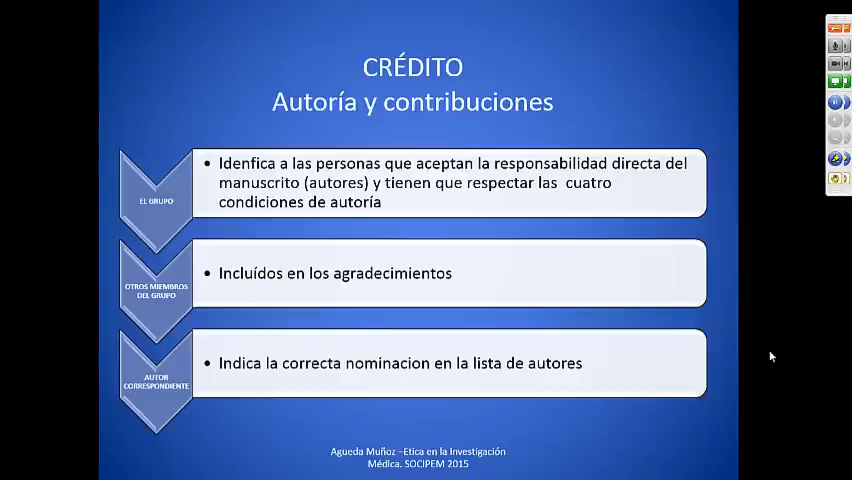 CRÉDITO
Autoría y contribuciones
EL GRUPO
• Idenfica a las personas que aceptan la responsabilidad directa del
manuscrito (autores) y tienen que respectar las cuatro
condiciones de autoría
OTROS MIEMBROS
DEL GRUPO
• Incluídos en los agradecimientos
AUTOR
CORRESPONDIENTE
• Indica la correcta nominacion en la lista de autores
Agueda Muñoz –Etica en la Investigación
Médica. SOCIPEM 2015